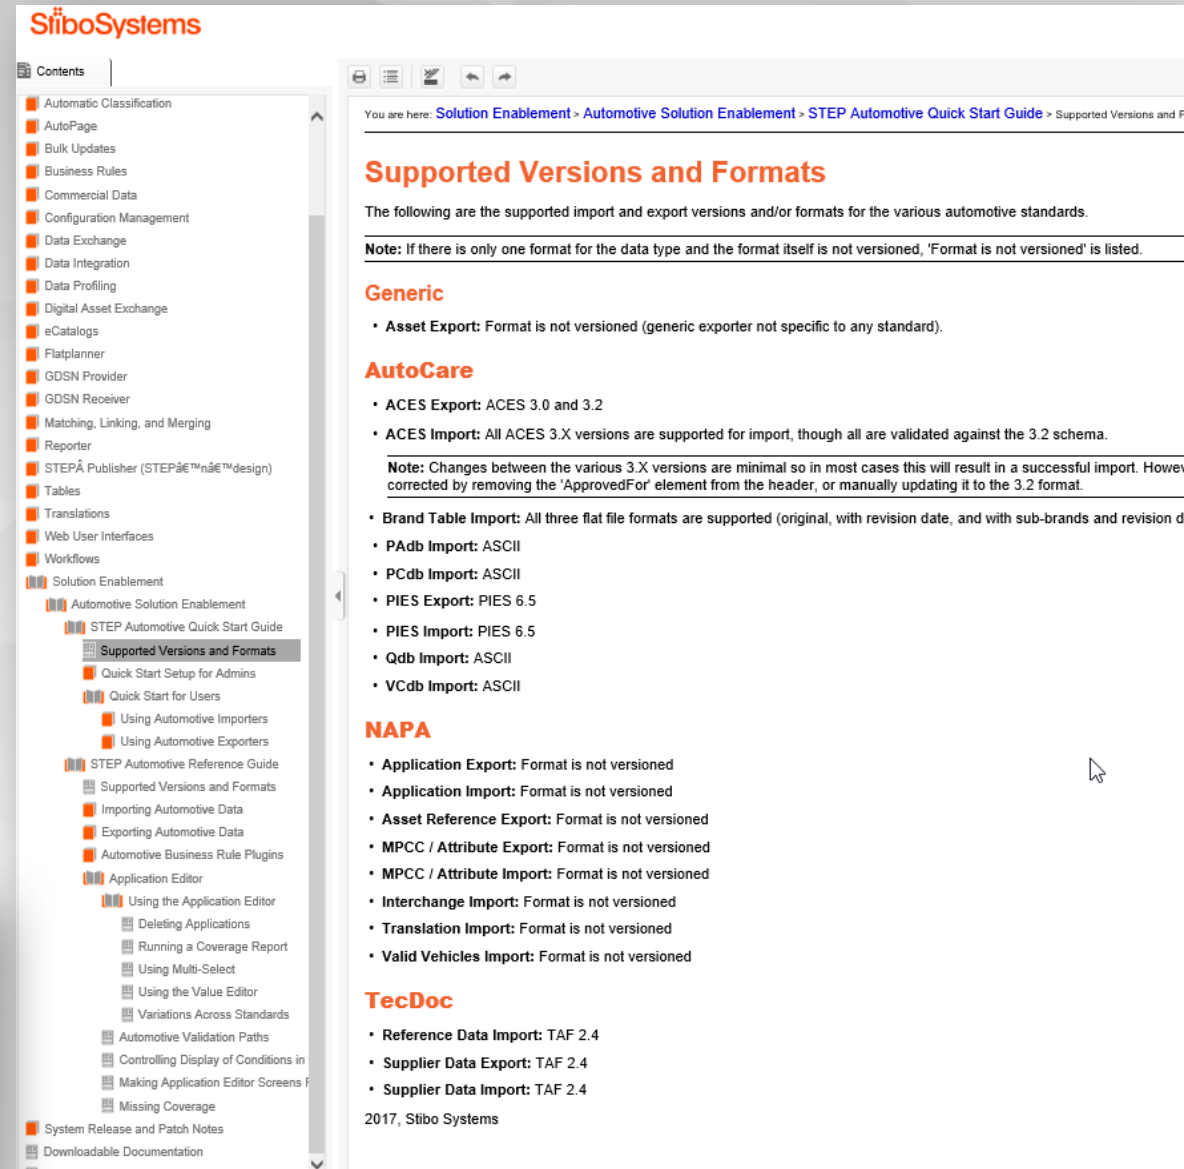 StiboSystems
Contents
Automatic Classification
AutoPage
Bulk Updates
Business Rules
Commercial Data
Configuration Management
Data Exchange
Data Integration
Data Profiling
Digital Asset Exchange
eCatalogs
Flatplanner
GDSN Provider
GDSN Receiver
Matching, Linking, and Merging
Reporter
STEPÂ Publisher (STEPâ€™nâ€™design)
Tables
Translations
Web User Interfaces
Workflows
Solution Enablement
Automotive Solution Enablement
STEP Automotive Quick Start Guide
Supported Versions and Formats
Quick Start Setup for Admins
Quick Start for Users
Using Automotive Importers
Using Automotive Exporters
STEP Automotive Reference Guide
Supported Versions and Formats
Importing Automotive Data
Exporting Automotive Data
Automotive Business Rule Plugins
Application Editor
Using the Application Editor
Deleting Applications
Running a Coverage Report
Using Multi-Select
Using the Value Editor
Variations Across Standards
Automotive Validation Paths
Controlling Display of Conditions in
Making Application Editor Screens
Missing Coverage
System Release and Patch Notes
Downloadable Documentation
You are here: Solution Enablement > Automotive Solution Enablement > STEP Automotive Quick Start Guide > Supported Versions and
Supported Versions and Formats
The following are the supported import and export versions and/or formats for the various automotive standards.
Note: If there is only one format for the data type and the format itself is not versioned, 'Format is not versioned' is listed.
Generic
• Asset Export: Format is not versioned (generic exporter not specific to any standard).
AutoCare
• ACES Export: ACES 3.0 and 3.2
• ACES Import: All ACES 3.X versions are supported for import, though all are validated against the 3.2 schema.
Note: Changes between the various 3.X versions are minimal so in most cases this will result in a successful import.
corrected by removing the 'ApprovedFor' element from the header, or manually updating it to the 3.2 format.
• Brand Table Import: All three flat file formats are supported (original, with revision date, and with sub-brands and revision
• PAdb Import: ASCII
• PCdb Import: ASCII
• PIES Export: PIES 6.5
• PIES Import: PIES 6.5
• Qdb Import: ASCII
• VCdb Import: ASCII
NAPA
• Application Export: Format is not versioned
• Application Import: Format is not versioned
• Asset Reference Export: Format is not versioned
• MPCC / Attribute Export: Format is not versioned
• MPCC / Attribute Import: Format is not versioned
• Interchange Import: Format is not versioned
• Translation Import: Format is not versioned
• Valid Vehicles Import: Format is not versioned
TecDoc
• Reference Data Import: TAF 2.4
• Supplier Data Export: TAF 2.4
• Supplier Data Import: TAF 2.4
2017, Stibo Systems